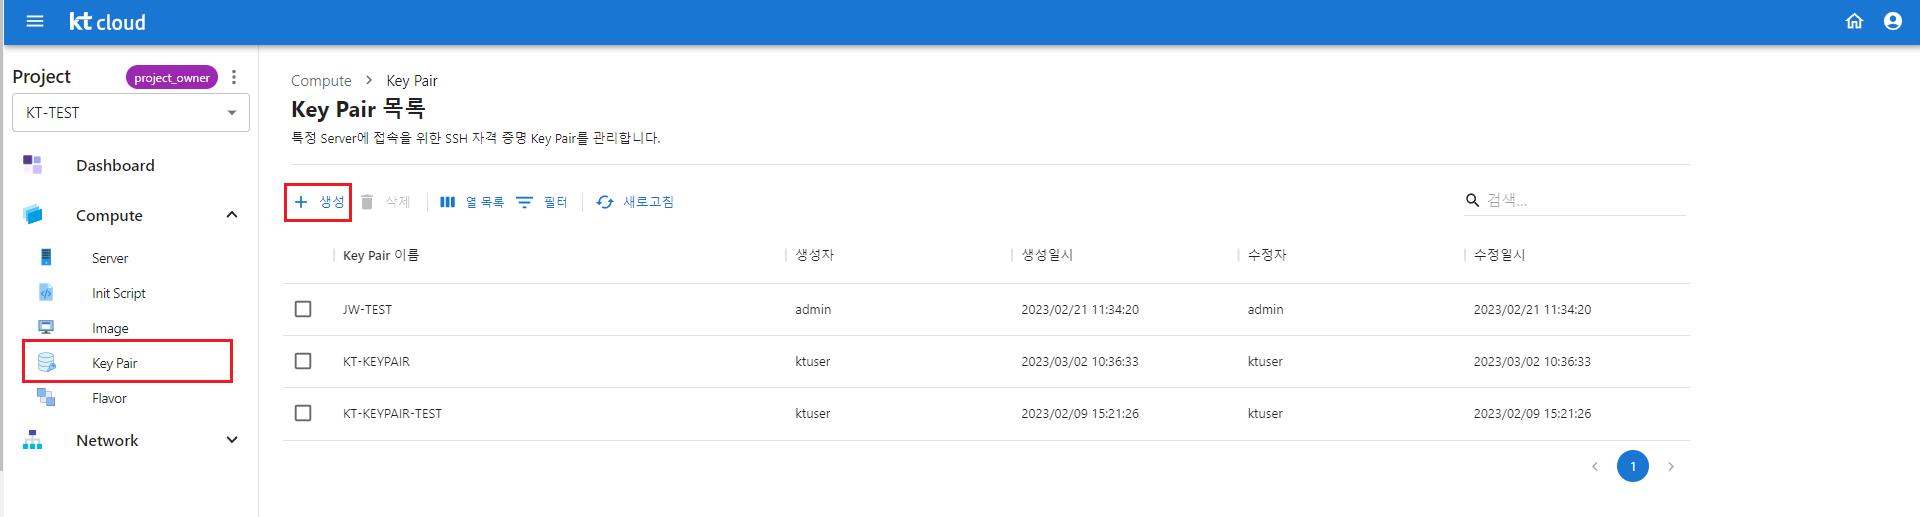 kt cloud
Project project_owner
KT-TEST
Dashboard
Compute
Server
Init Script
Image
Key Pair
Flavor
Network
Compute > Key Pair
Key Pair 목록
특정 Server에 접속을 위한 SSH 자격 증명 Key Pair를 관리합니다.
생성 삭제 열 목록 필터 새로고침 검색...
Key Pair 이름 생성자 생성일시 수정자 수정일시
JW-TEST admin 2023/02/21 11:34:20 admin 2023/02/21 11:34:20
KT-KEYPAIR ktuser 2023/03/02 10:36:33 ktuser 2023/03/02 10:36:33
KT-KEYPAIR-TEST ktuser 2023/02/09 15:21:26 ktuser 2023/02/09 15:21:26
1